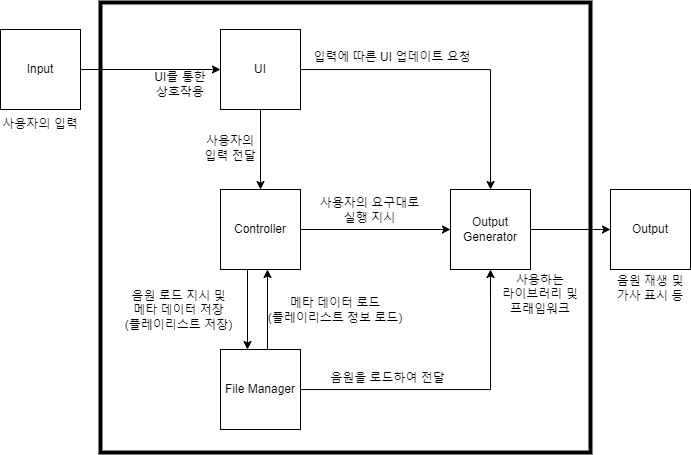 Input
사용자의 입력
UI를 통한
상호작용
UI
입력에 따른 UI 업데이트 요청
사용자의
입력 전달
Controller
사용자의 요구대로
실행 지시
Output
Generator
사용하는
라이브러리 및
프래임워크
Output
음원 재생 및
가사 표시 등
음원 로드 지시 및
메타 데이터 저장
(플레이리스트 저장)
메타 데이터 로드
(플레이리스트 정보 로드)
File Manager
음원을 로드하여 전달